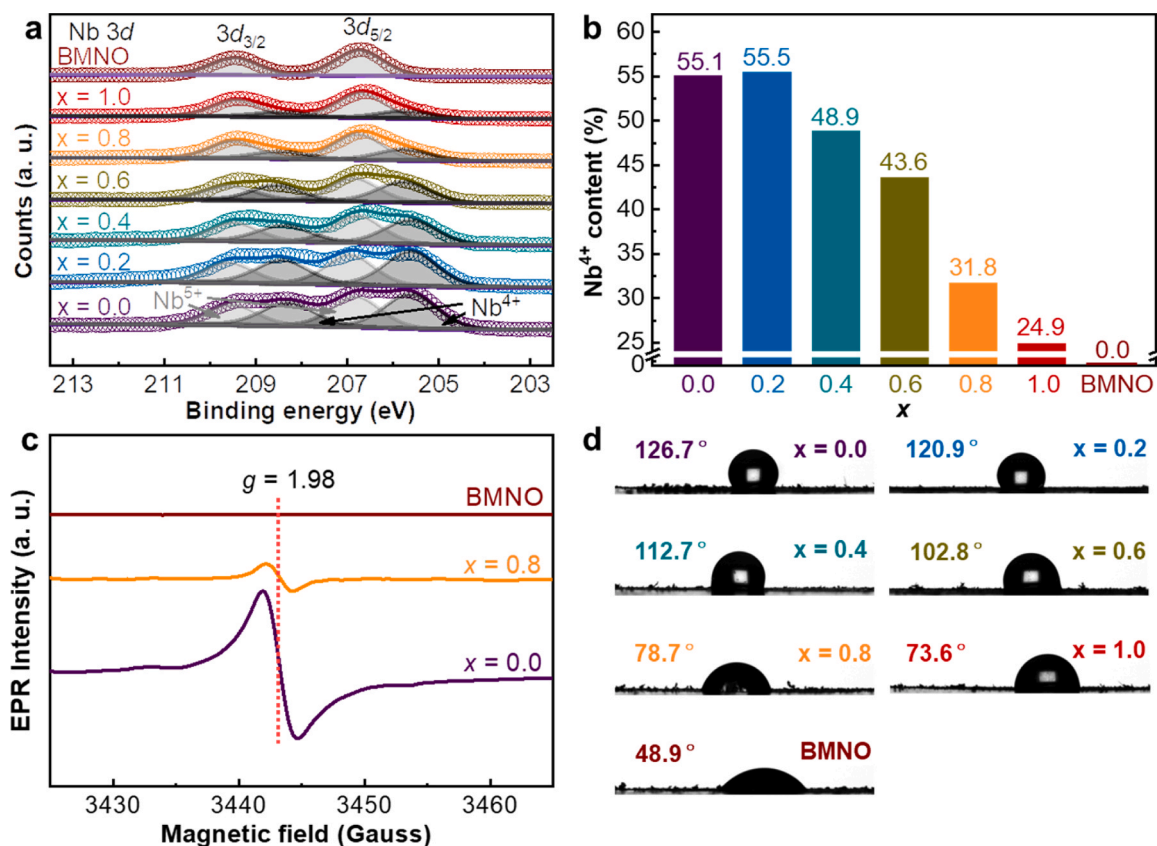 a
Nb 3d
3d3/2
3d5/2
BMNO
x = 1.0
x = 0.8
x = 0.6
x = 0.4
x = 0.2
Nb5+
Nb4+
x = 0.0
Counts (a. u.)
213 211 209 207 205 203
Binding energy (eV)
b
60
55
50
45
40
35
30
25
0
Nb4+ content (%)
55.1
55.5
48.9
43.6
31.8
24.9
0.0
0.0 0.2 0.4 0.6 0.8 1.0 BMNO
x
c
g = 1.98
BMNO
x = 0.8
x = 0.0
EPR Intensity (a. u.)
3430 3440 3450 3460
Magnetic field (Gauss)
d
126.7° x = 0.0
120.9° x = 0.2
112.7° x = 0.4
102.8° x = 0.6
78.7° x = 0.8
73.6° x = 1.0
48.9° BMNO